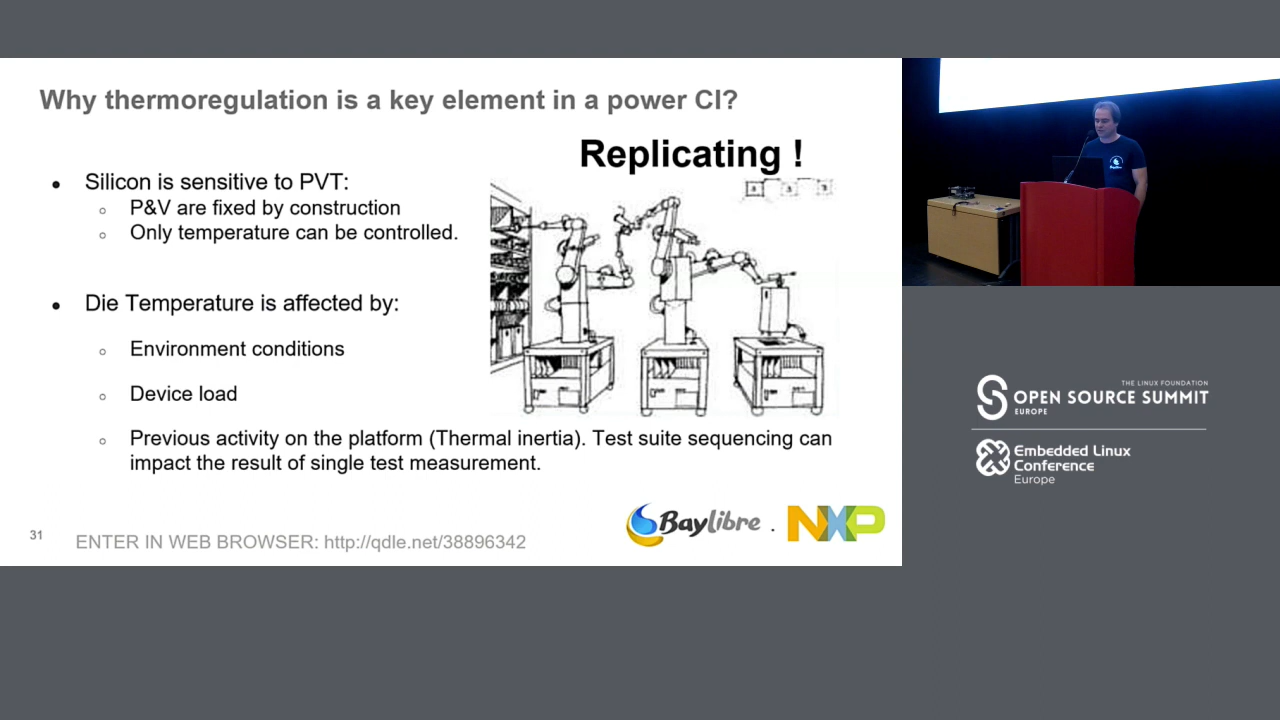 Why thermoregulation is a key element in a power CI?
Replicating !
Silicon is sensitive to PVT:
P&V are fixed by construction
Only temperature can be controlled.
Die Temperature is affected by:
Environment conditions
Device load
Previous activity on the platform (Thermal inertia). Test suite sequencing can
impact the result of single test measurement.
31
ENTER IN WEB BROWSER: http://qdle.net/38896342
Baylibre
.
NXP
THE LINUX FOUNDATION
OPEN SOURCE SUMMIT
EUROPE
Embedded Linux
Conference
Europe